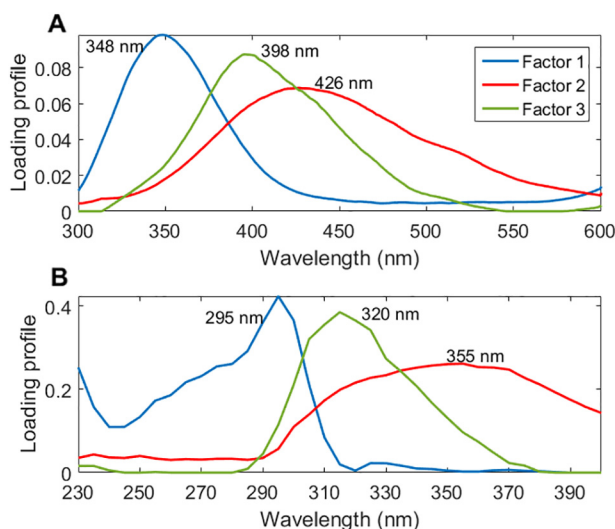 A
348 nm
398 nm
426 nm
Factor 1
Factor 2
Factor 3
Loading profile
0.08
0.06
0.04
0.02
0
300 350 400 450 500 550 600
Wavelength (nm)
B
295 nm
320 nm
355 nm
Loading profile
0.4
0.2
0
230 250 270 290 310 330 350 370 390
Wavelength (nm)